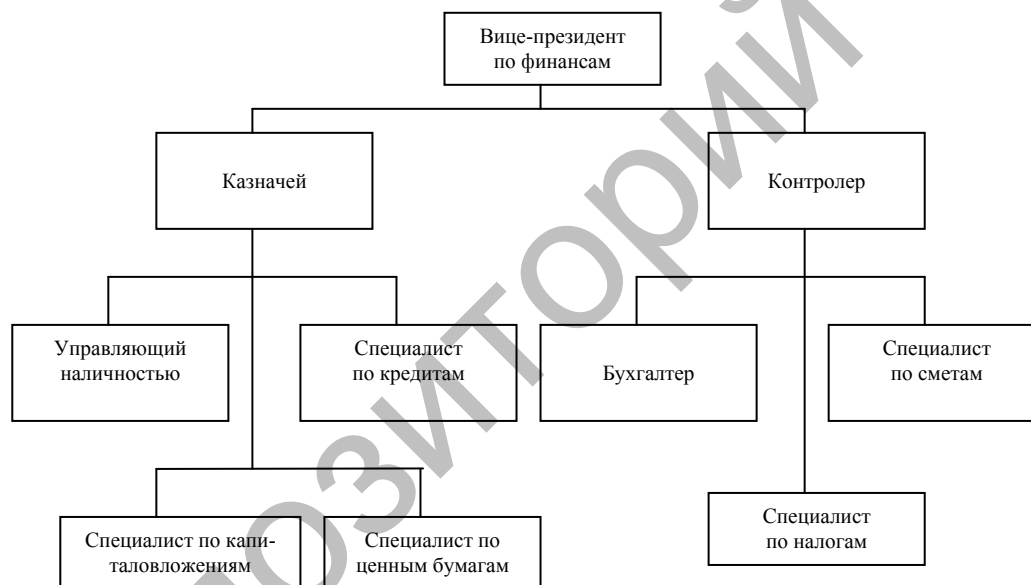 Вице-президент
по финансам
Казначей
Контролер
Управляющий
наличностью
Специалист
по кредитам
Бухгалтер
Специалист
по сметам
Специалист по капи-
таловложениям
Специалист по
ценным бумагам
Специалист
по налогам